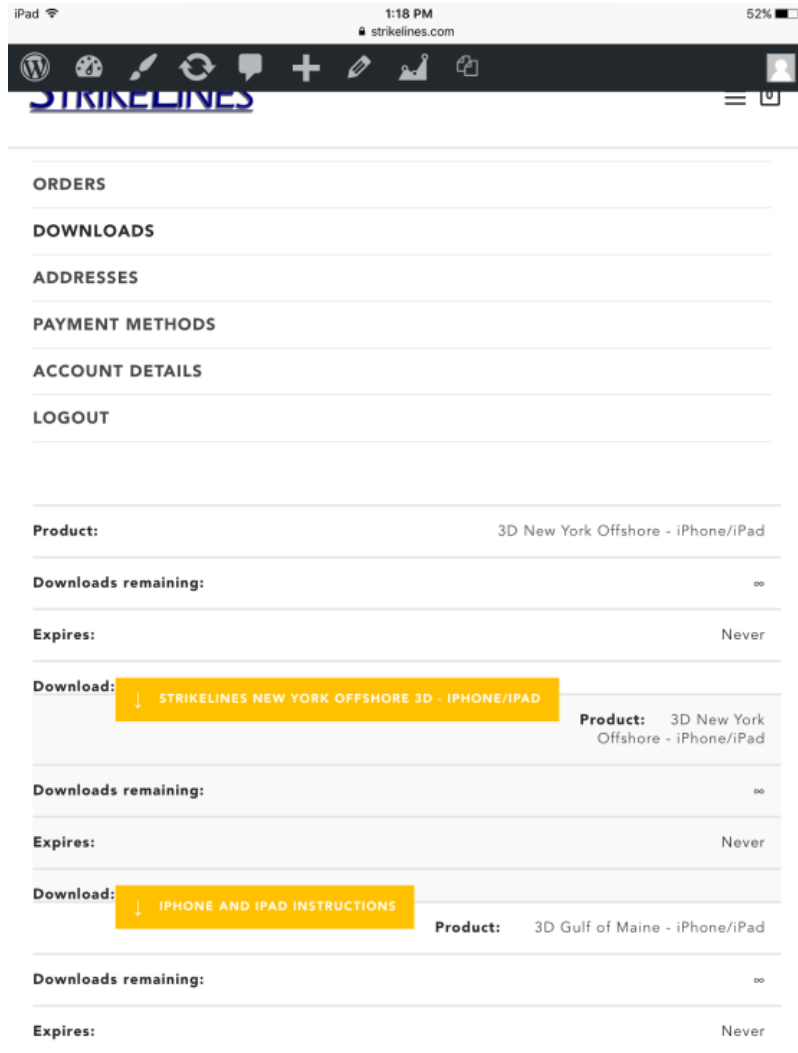 iPad
1:18 PM
52%
strikelines.com
STRIKELINES
0
ORDERS
DOWNLOADS
ADDRESSES
PAYMENT METHODS
ACCOUNT DETAILS
LOGOUT
Product: 3D New York Offshore - iPhone/iPad
Downloads remaining: ∞
Expires: Never
Download: ↓ STRIKELINES NEW YORK OFFSHORE 3D - IPHONE/IPAD
Product: 3D New York
Offshore - iPhone/iPad
Downloads remaining: ∞
Expires: Never
Download: ↓ IPHONE AND IPAD INSTRUCTIONS
Product: 3D Gulf of Maine - iPhone/iPad
Downloads remaining: ∞
Expires: Never